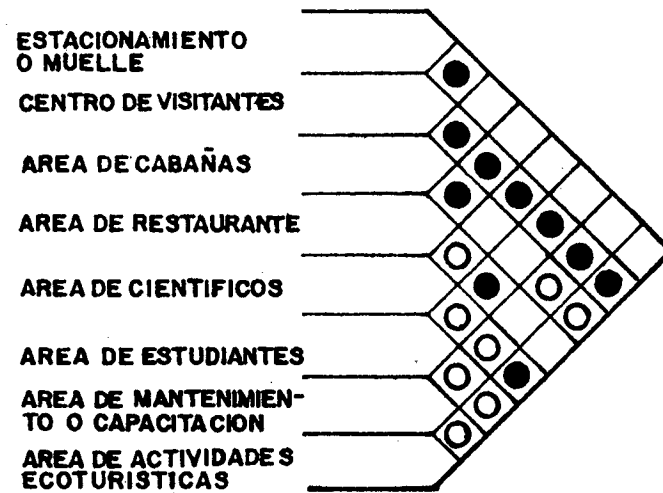 ESTACIONAMIENTO
O MUELLE
CENTRO DE VISITANTES
AREA DE CABAÑAS
AREA DE RESTAURANTE
AREA DE CIENTIFICOS
AREA DE ESTUDIANTES
AREA DE MANTENIMIEN-
TO O CAPACITACION
AREA DE ACTIVIDADES
ECOTURISTICAS